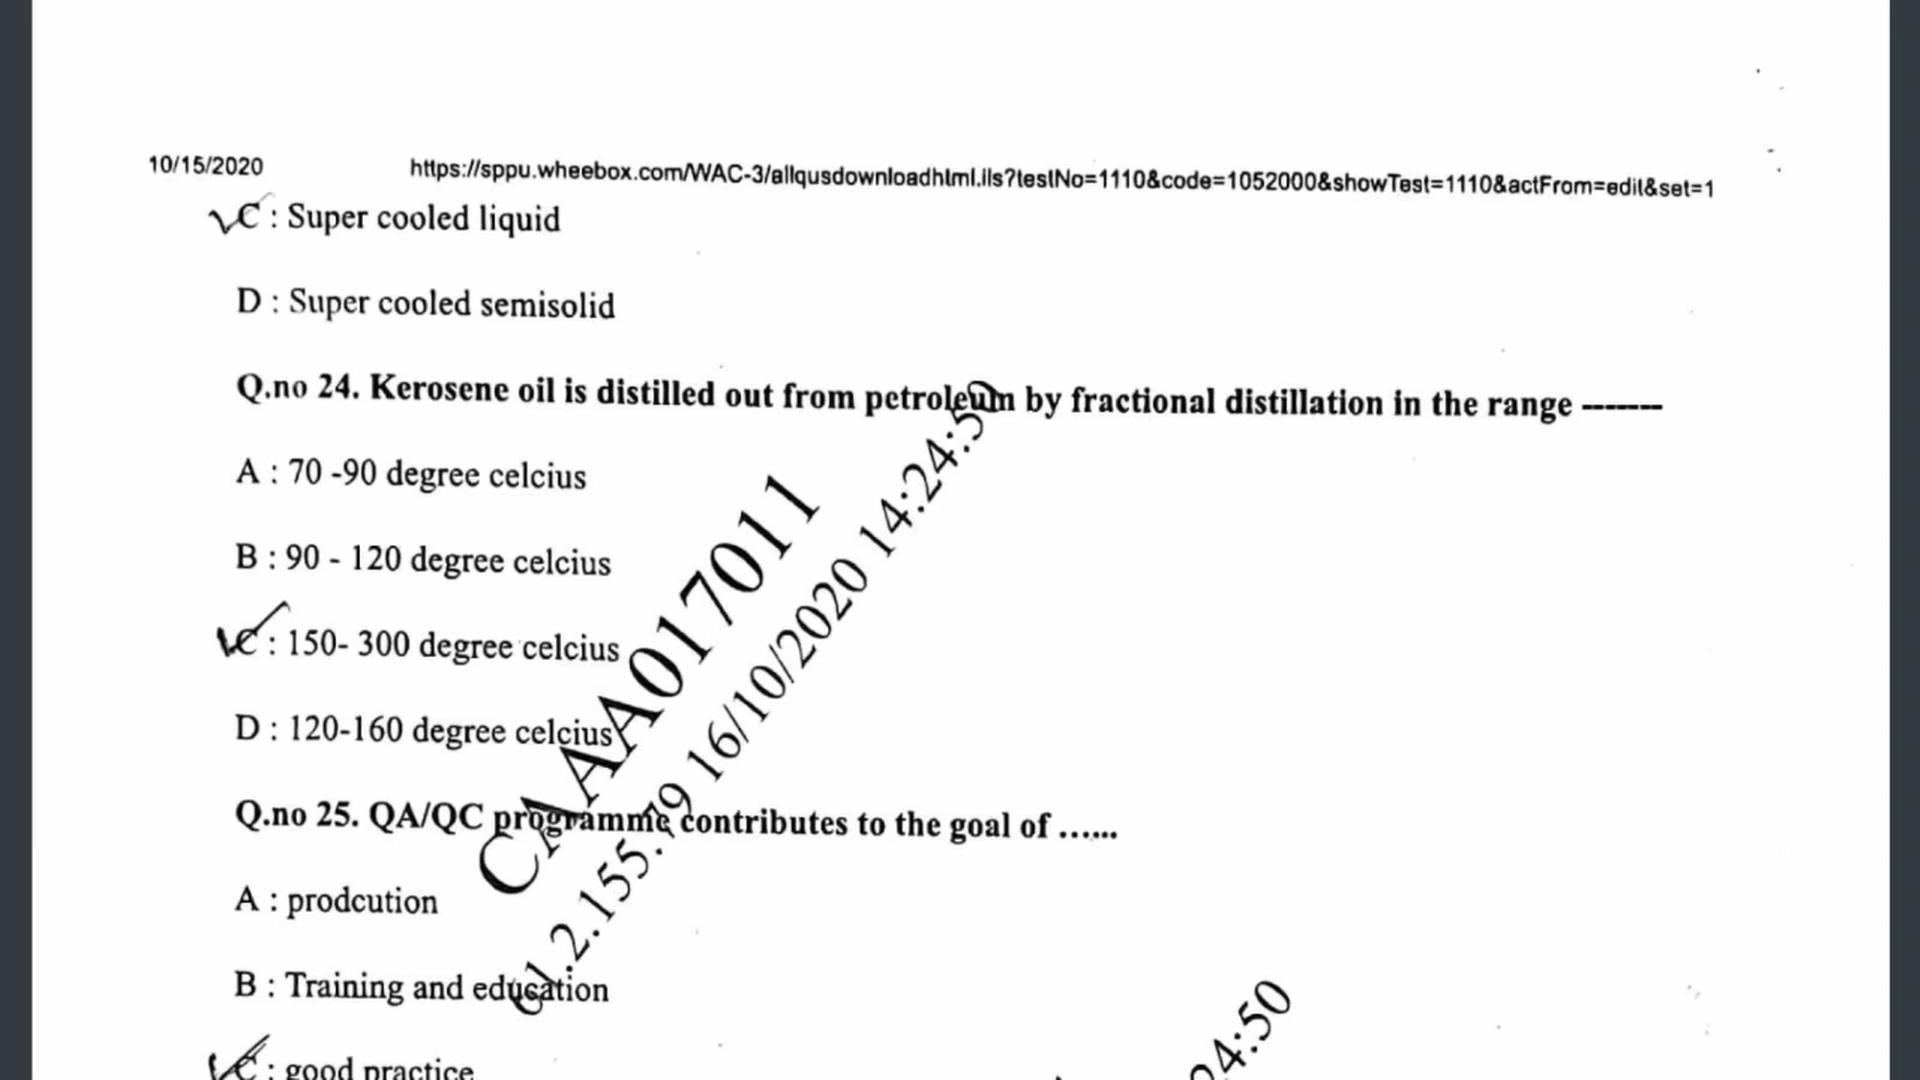 10/15/2020 https://sppu.wheebox.com/WAC-3/allqusdownloadhtml.ils?testNo=1110&code=1052000&showTest=1110&actFrom=edit&set=1
C : Super cooled liquid
D : Super cooled semisolid
Q.no 24. Kerosene oil is distilled out from petroleum by fractional distillation in the range -------
A : 70 -90 degree celcius
B : 90 - 120 degree celcius
C : 150- 300 degree celcius
D : 120-160 degree celcius
Q.no 25. QA/QC programme contributes to the goal of ......
A : prodcution
B : Training and education
C : good practice
CAAA017011
.2.155.79 16/10/2020 14:24:50
24:50